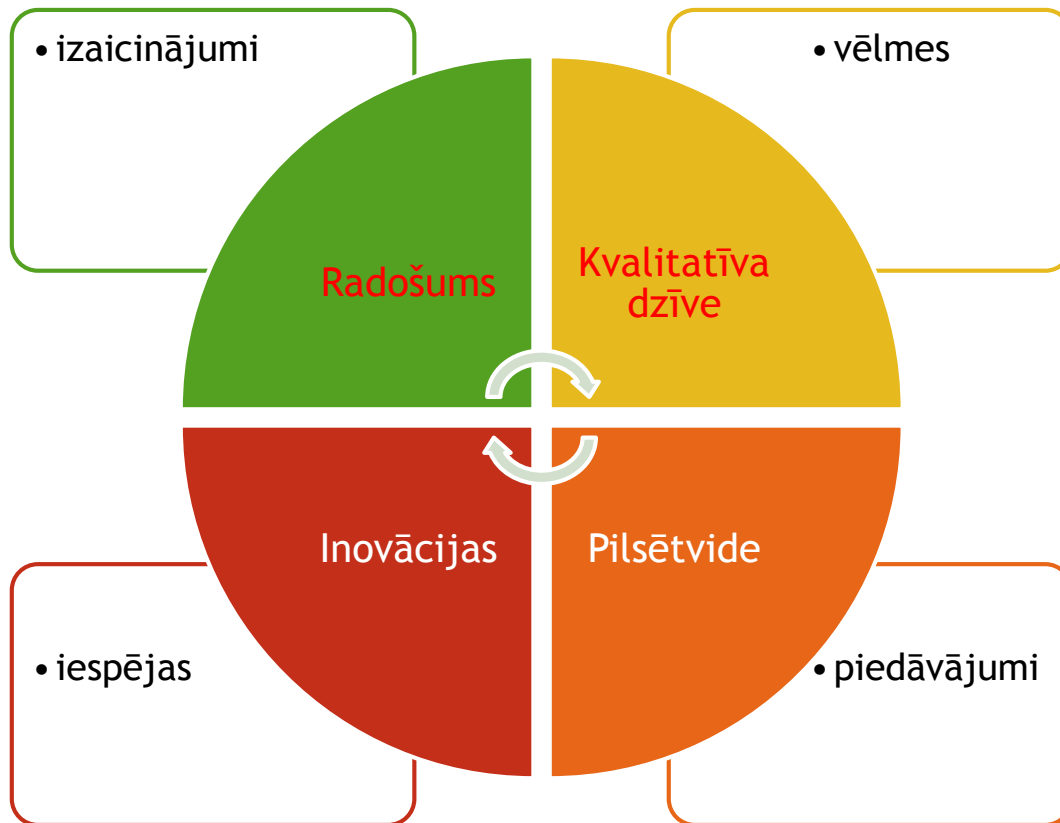 • izaicinājumi
• vēlmes
Radošums
Kvalitatīva
dzīve
Inovācijas
Pilsētvide
• iespējas
• piedāvājumi